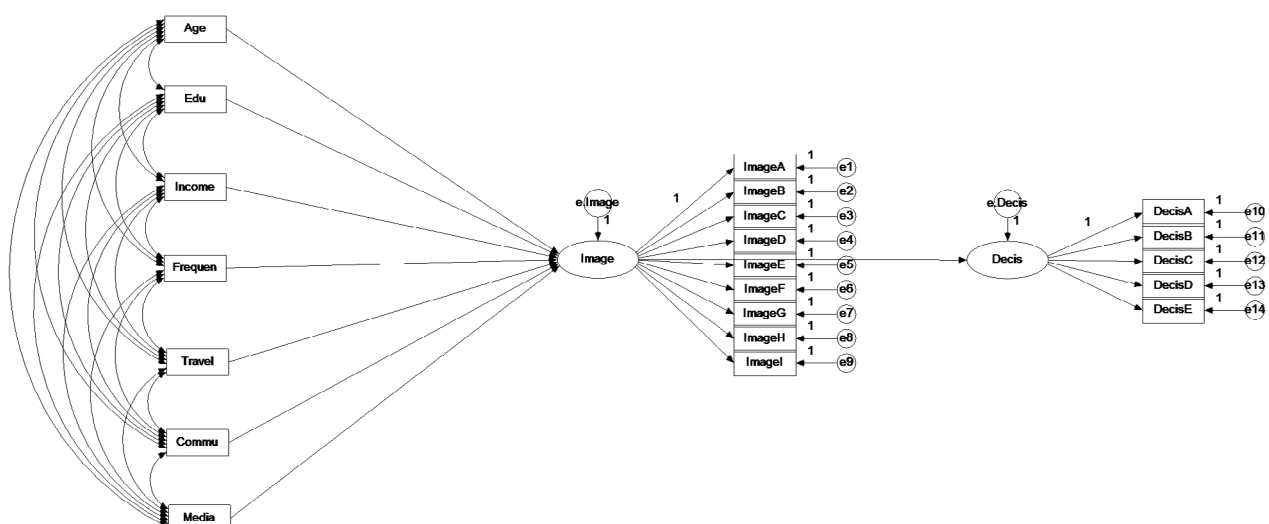 Age
Edu
Income
Frequen
Travel
Commu
Media
e.Image
1
Image
1
ImageA
1
e1
ImageB
1
e2
ImageC
1
e3
ImageD
1
e4
ImageE
1
e5
ImageF
1
e6
ImageG
1
e7
ImageH
1
e8
ImageI
1
e9
e.Decis
1
Decis
1
DecisA
1
e10
DecisB
1
e11
DecisC
1
e12
DecisD
1
e13
DecisE
1
e14